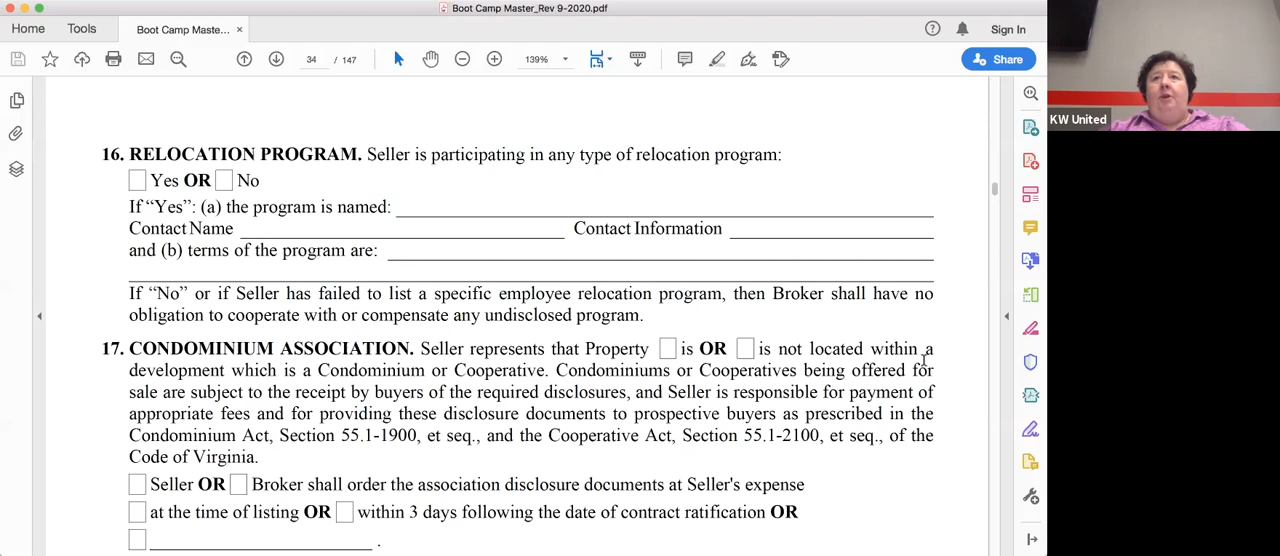 Boot Camp Master_Rev 9-2020.pdf
Home Tools Boot Camp Maste... × Sign In
34 / 147 139% Share
KW United
16. RELOCATION PROGRAM. Seller is participating in any type of relocation program:
Yes OR No
If “Yes”: (a) the program is named:
Contact Name Contact Information
and (b) terms of the program are:
If “No” or if Seller has failed to list a specific employee relocation program, then Broker shall have no
obligation to cooperate with or compensate any undisclosed program.
17. CONDOMINIUM ASSOCIATION. Seller represents that Property is OR is not located within a
development which is a Condominium or Cooperative. Condominiums or Cooperatives being offered for
sale are subject to the receipt by buyers of the required disclosures, and Seller is responsible for payment of
appropriate fees and for providing these disclosure documents to prospective buyers as prescribed in the
Condominium Act, Section 55.1-1900, et seq., and the Cooperative Act, Section 55.1-2100, et seq., of the
Code of Virginia.
Seller OR Broker shall order the association disclosure documents at Seller's expense
at the time of listing OR within 3 days following the date of contract ratification OR
.